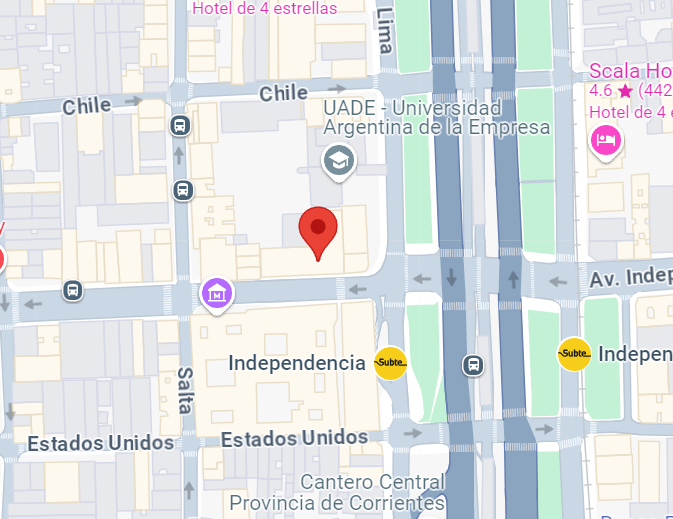 Hotel de 4 estrellas
Lima
Chile
Chile
UADE - Universidad
Argentina de la Empresa
Scala Ho
4.6 ★ (442
Hotel de 4 e
Av. Indep
Independencia
Subte
Subte
Indepen
Salta
Estados Unidos
Estados Unidos
Cantero Central
Provincia de Corrientes